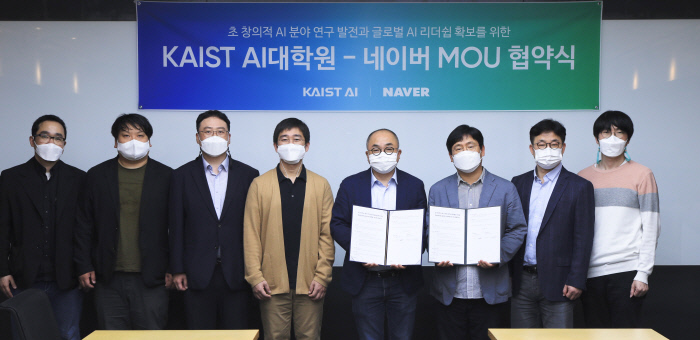 초 창의적 AI 분야 연구 발전과 글로벌 AI 리더쉽 확보를 위한
KAIST AI대학원 – 네이버 MOU 협약식
KAIST AI | NAVER